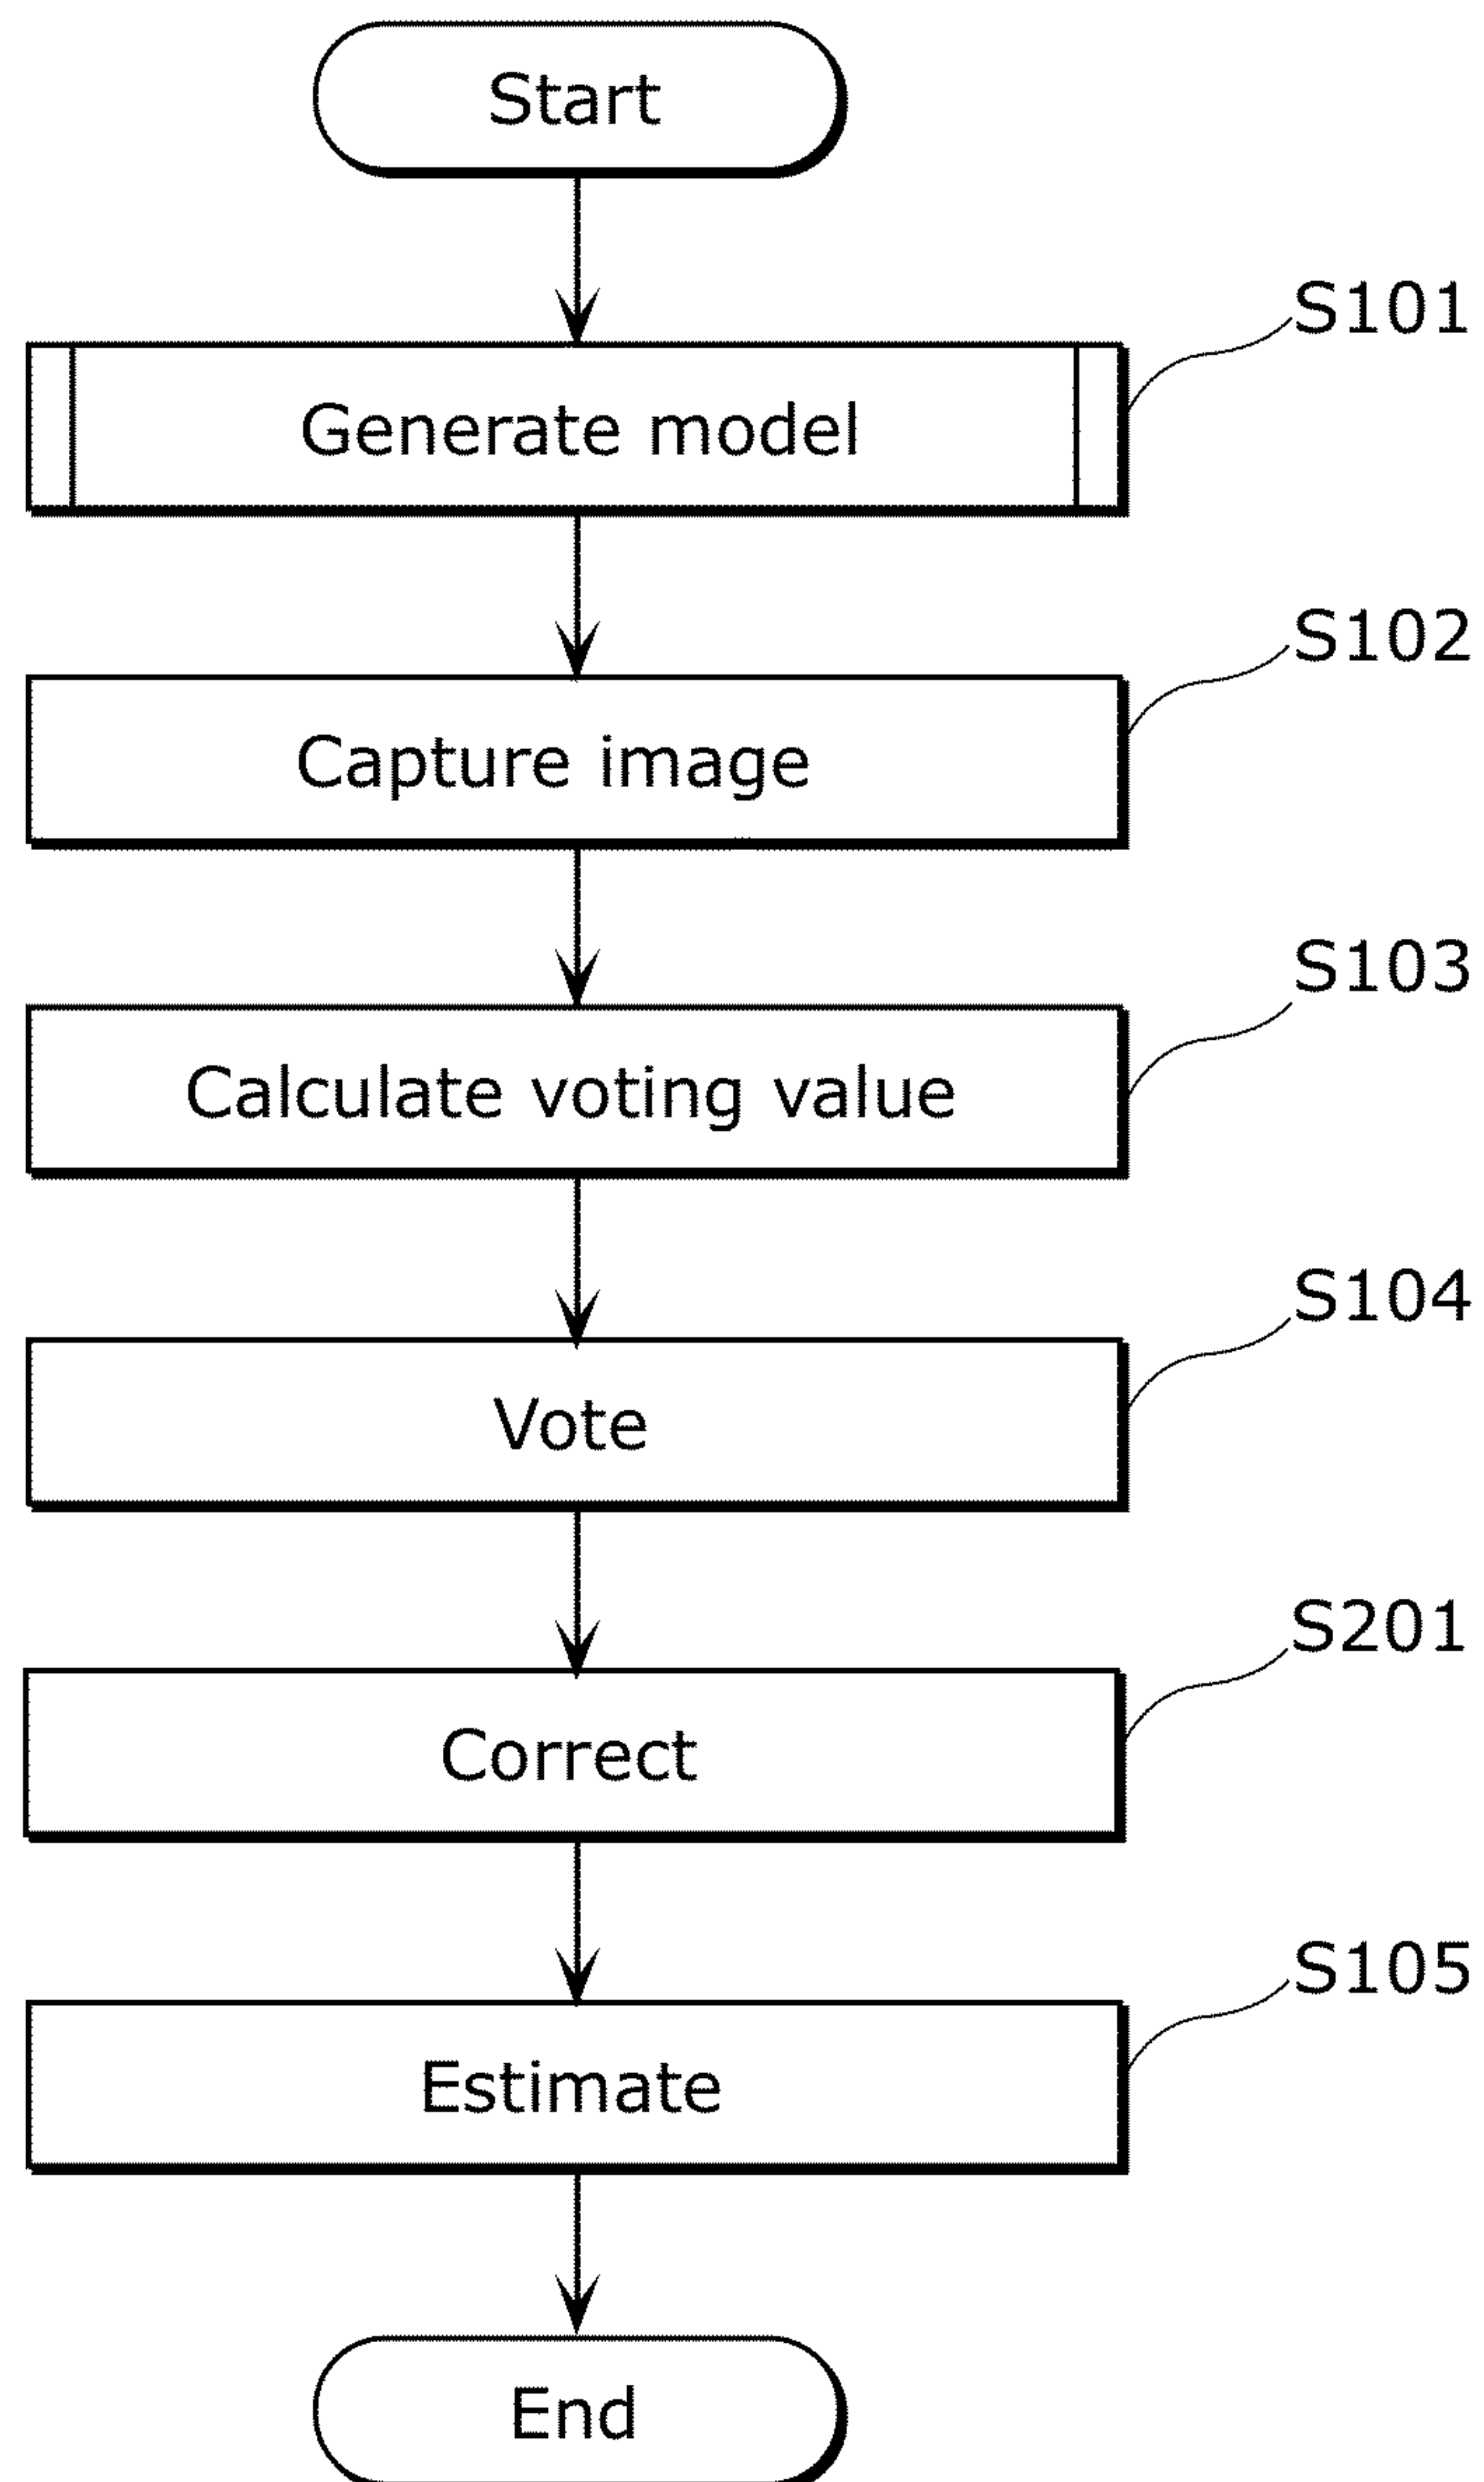 Start
S101
Generate model
S102
Capture image
S103
Calculate voting value
S104
Vote
S201
Correct
S105
Estimate
End